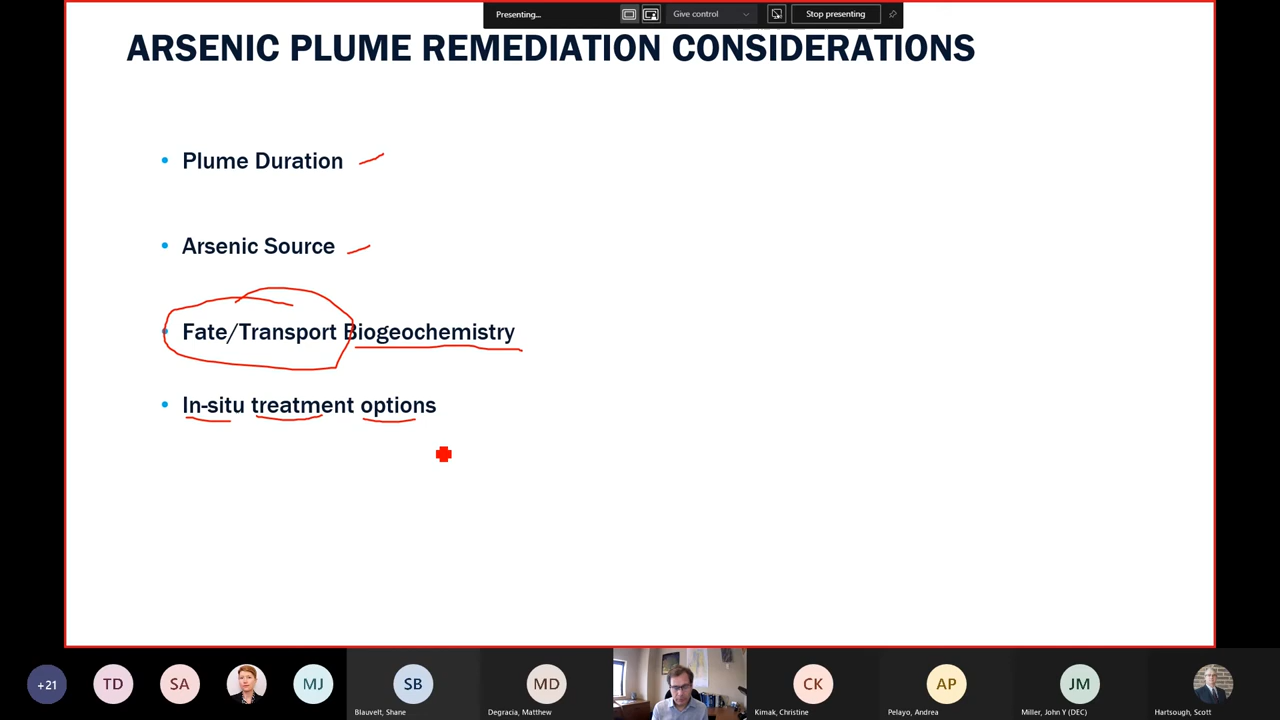 Presenting...
Give control
Stop presenting
ARSENIC PLUME REMEDIATION CONSIDERATIONS
• Plume Duration
• Arsenic Source
• Fate/Transport Biogeochemistry
• In-situ treatment options
+21
TD
SA
MJ
SB
MD
CK
AP
JM
Blauvelt, Shane
Degracia, Matthew
Kimak, Christine
Pelayo, Andrea
Miller, John Y (DEC)
Hartsough, Scott